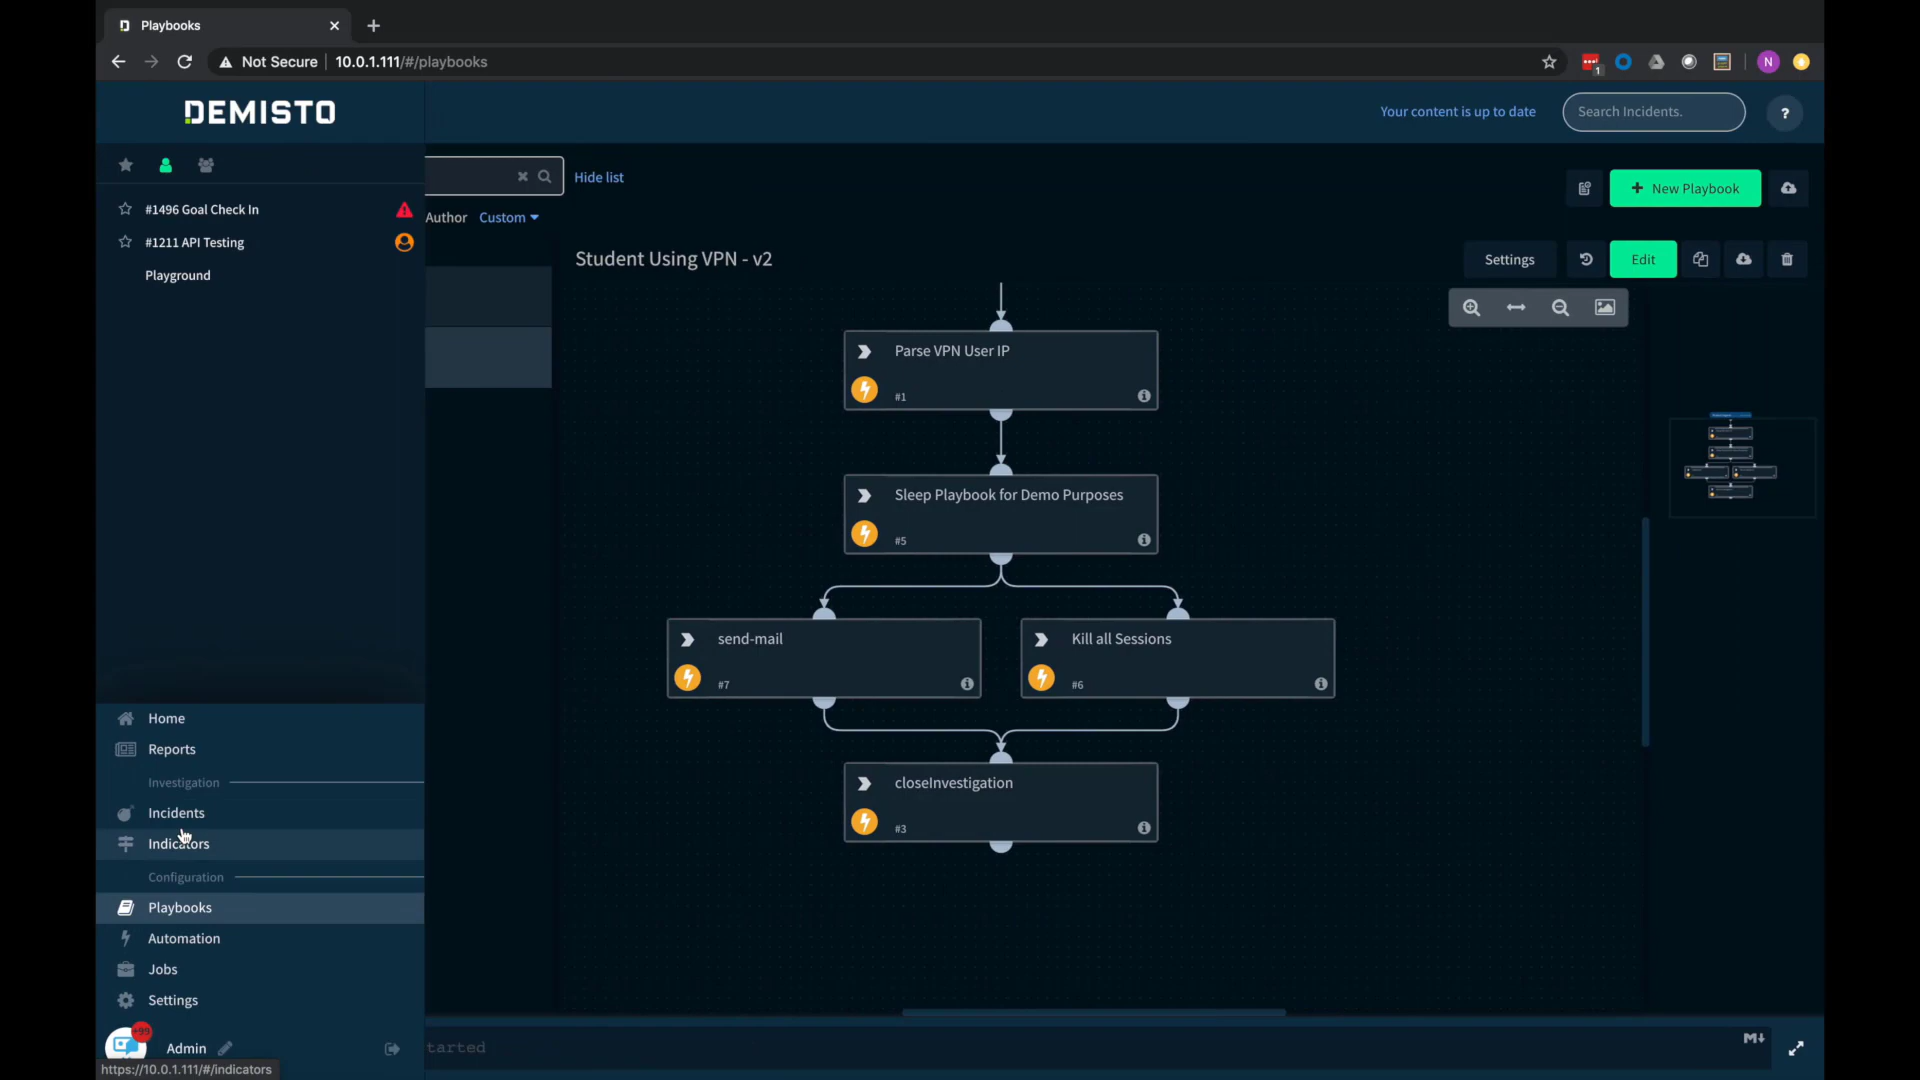 Playbooks
Not Secure
10.0.1.111/#/playbooks
1
N
DEMISTO
Your content is up to date
Search Incidents.
?
#1496 Goal Check In
#1211 API Testing
Playground
Hide list
New Playbook
Author
Custom
Student Using VPN - v2
Settings
Edit
Parse VPN User IP
#1
Sleep Playbook for Demo Purposes
#5
send-mail
#7
Kill all Sessions
#6
closeInvestigation
#3
Home
Reports
Investigation
Incidents
Indicators
Configuration
Playbooks
Automation
Jobs
Settings
+99
Admin
tarted
M
https://10.0.1.111/#/indicators